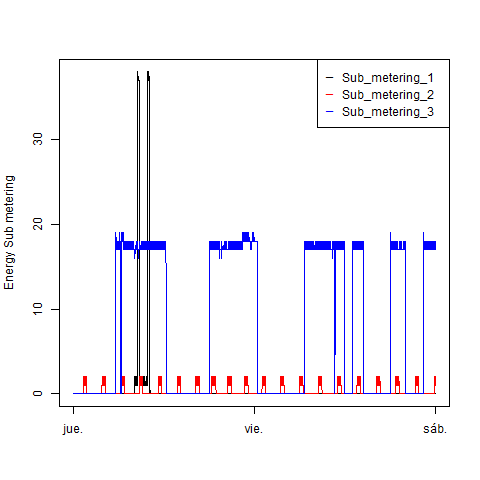 Sub_metering_1
Sub_metering_2
Sub_metering_3
Energy Sub metering
30
20
10
0
jue.
vie.
sáb.